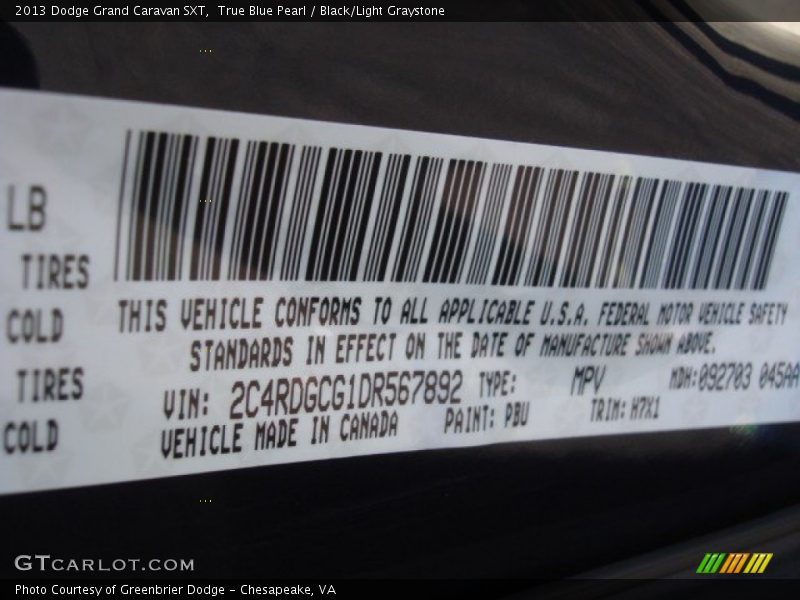 2013 Dodge Grand Caravan SXT,  True Blue Pearl / Black/Light Graystone
LB
TIRES
COLD
TIRES
COLD
THIS VEHICLE CONFORMS TO ALL APPLICABLE U.S.A. FEDERAL MOTOR VEHICLE SAFETY
STANDARDS IN EFFECT ON THE DATE OF MANUFACTURE SHOWN ABOVE.
VIN: 2C4RDGCG1DR567892 TYPE: MPV MDH:092703 045AA
VEHICLE MADE IN CANADA PAINT: PBU TRIM: H7X1
GTCARLOT.COM
Photo Courtesy of Greenbrier Dodge - Chesapeake, VA